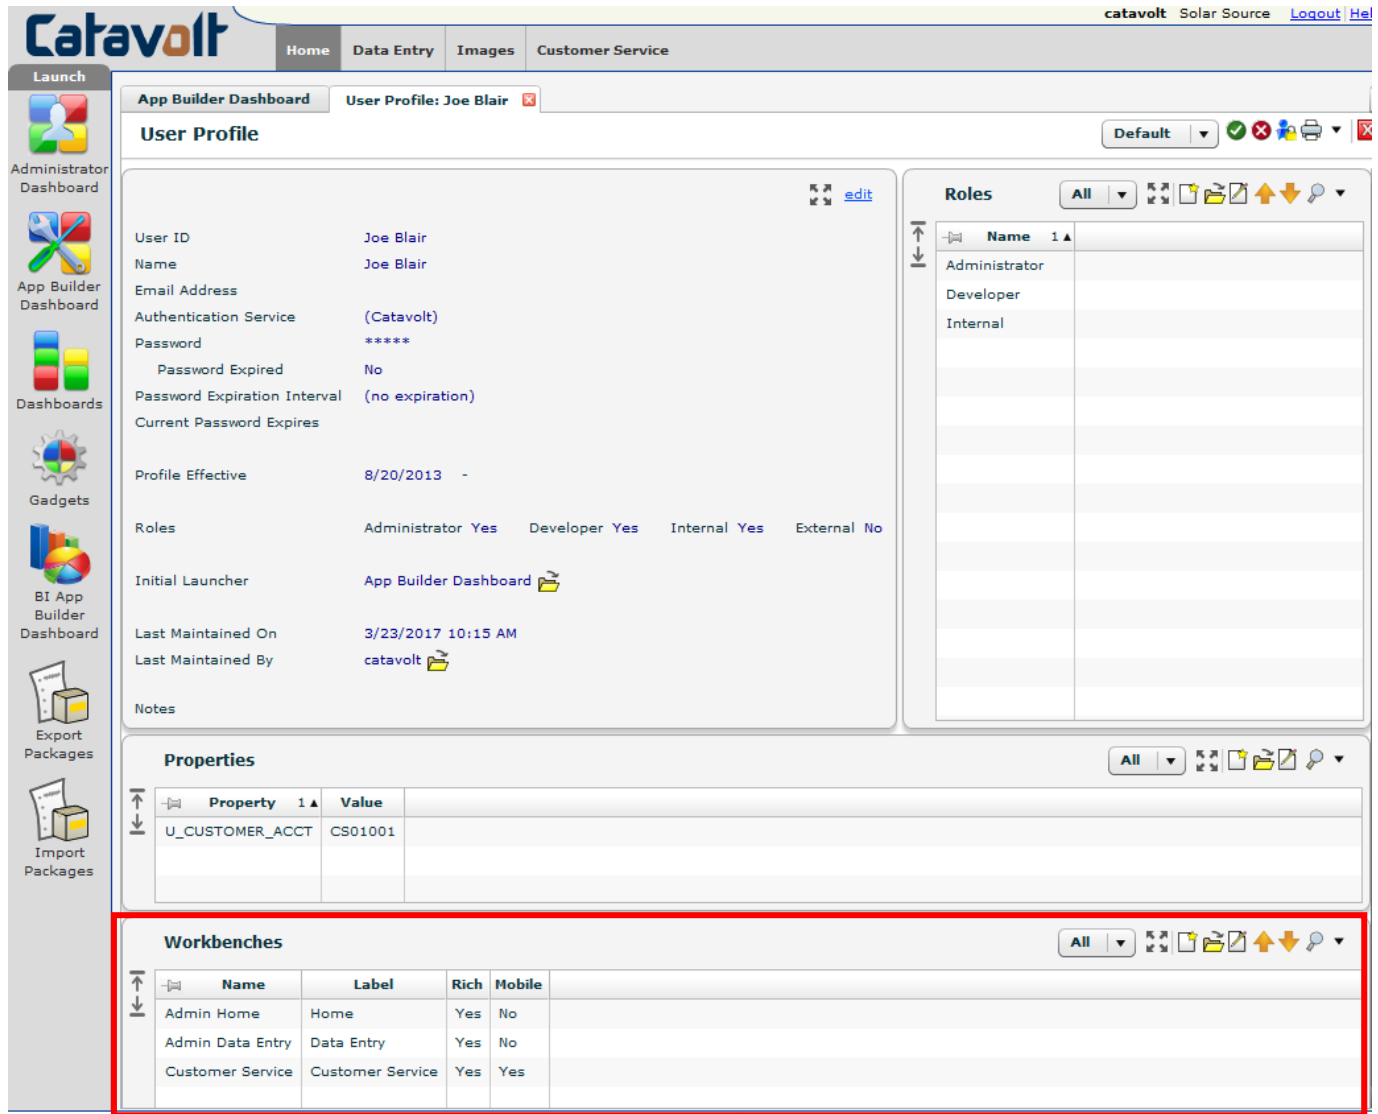 catavolt Solar Source Logout Hel
Catavolt
Home Data Entry Images Customer Service
Launch
Administrator
Dashboard
App Builder
Dashboard
Dashboards
Gadgets
BI App
Builder
Dashboard
Export
Packages
Import
Packages
App Builder Dashboard User Profile: Joe Blair
User Profile
Default
edit
User ID Joe Blair
Name Joe Blair
Email Address
Authentication Service (Catavolt)
Password *****
Password Expired No
Password Expiration Interval (no expiration)
Current Password Expires
Profile Effective 8/20/2013 -
Roles Administrator Yes Developer Yes Internal Yes External No
Initial Launcher App Builder Dashboard
Last Maintained On 3/23/2017 10:15 AM
Last Maintained By catavolt
Notes
Roles All
Name 1▲
Administrator
Developer
Internal
Properties All
Property 1▲ Value
U_CUSTOMER_ACCT CS01001
Workbenches All
Name Label Rich Mobile
Admin Home Home Yes No
Admin Data Entry Data Entry Yes No
Customer Service Customer Service Yes Yes